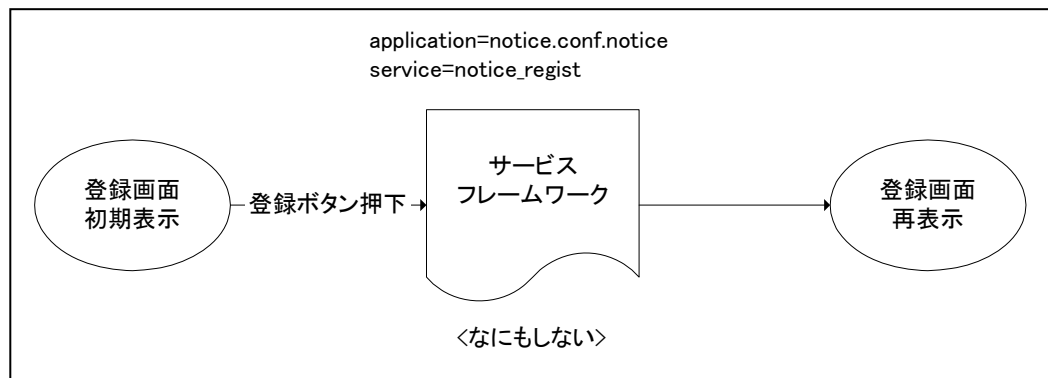 application=notice.conf.notice
service=notice_regist
登録画面
初期表示
登録ボタン押下
サービス
フレームワーク
登録画面
再表示
<なにもしない>